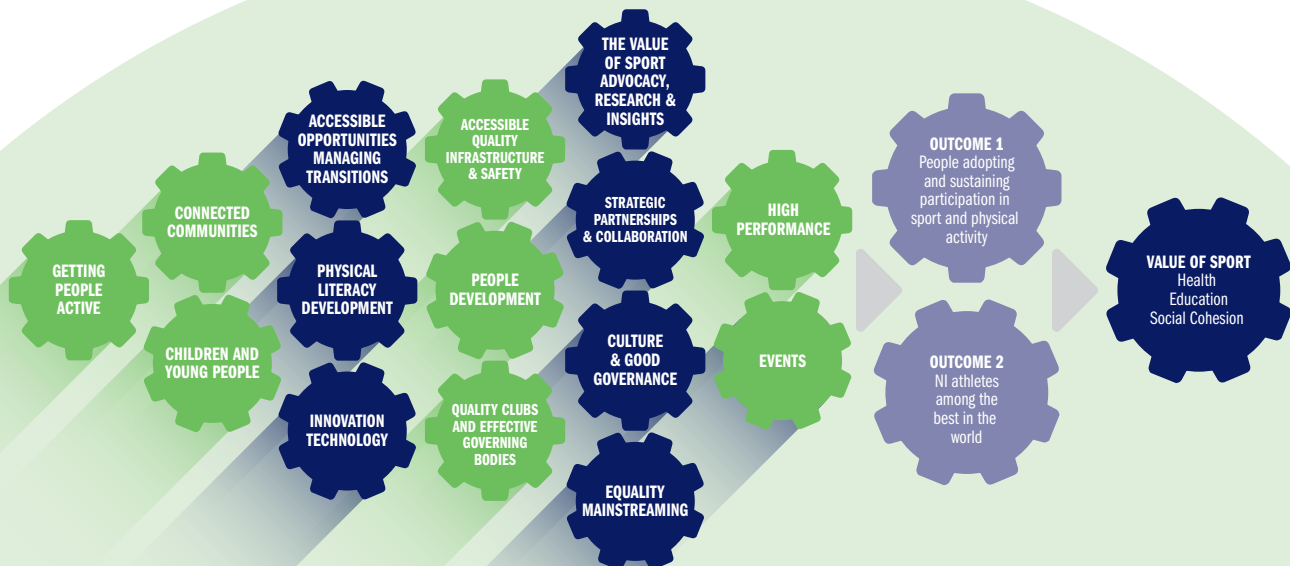 GETTING
PEOPLE
ACTIVE
CONNECTED
COMMUNITIES
CHILDREN AND
YOUNG PEOPLE
ACCESSIBLE
OPPORTUNITIES
MANAGING
TRANSITIONS
PHYSICAL
LITERACY
DEVELOPMENT
INNOVATION
TECHNOLOGY
ACCESSIBLE
QUALITY
INFRASTRUCTURE
& SAFETY
PEOPLE
DEVELOPMENT
QUALITY CLUBS
AND EFFECTIVE
GOVERNING
BODIES
THE VALUE
OF SPORT
ADVOCACY,
RESEARCH &
INSIGHTS
STRATEGIC
PARTNERSHIPS
& COLLABORATION
CULTURE
& GOOD
GOVERNANCE
EQUALITY
MAINSTREAMING
HIGH
PERFORMANCE
EVENTS
OUTCOME 1
People adopting
and sustaining
participation in
sport and physical
activity
OUTCOME 2
NI athletes
among the
best in the
world
VALUE OF SPORT
Health
Education
Social Cohesion